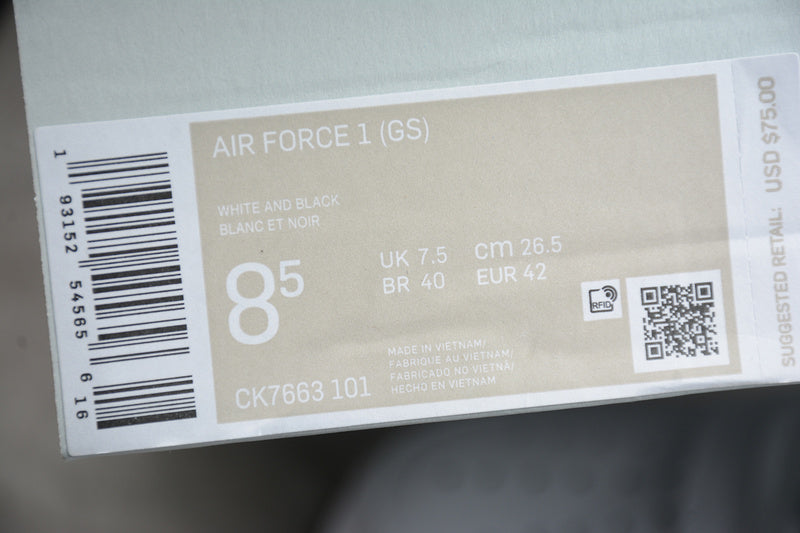 AIR FORCE 1 (GS)
WHITE AND BLACK
BLANC ET NOIR
85
UK 7.5 cm 26.5
BR 40 EUR 42
RFID
MADE IN VIETNAM/
FABRIQUE AU VIETNAM/
FABRICADO NO VIETNÃ/
HECHO EN VIETNAM
CK7663 101
1 93152 54565 6 16
SUGGESTED RETAIL: USD $75.00